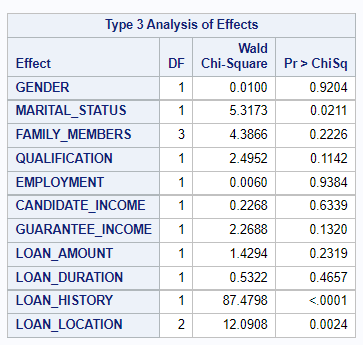 Type 3 Analysis of Effects
Effect DF Wald Chi-Square Pr > ChiSq
GENDER 1 0.0100 0.9204
MARITAL_STATUS 1 5.3173 0.0211
FAMILY_MEMBERS 3 4.3866 0.2226
QUALIFICATION 1 2.4952 0.1142
EMPLOYMENT 1 0.0060 0.9384
CANDIDATE_INCOME 1 0.2268 0.6339
GUARANTEE_INCOME 1 2.2688 0.1320
LOAN_AMOUNT 1 1.4294 0.2319
LOAN_DURATION 1 0.5322 0.4657
LOAN_HISTORY 1 87.4798 <.0001
LOAN_LOCATION 2 12.0908 0.0024